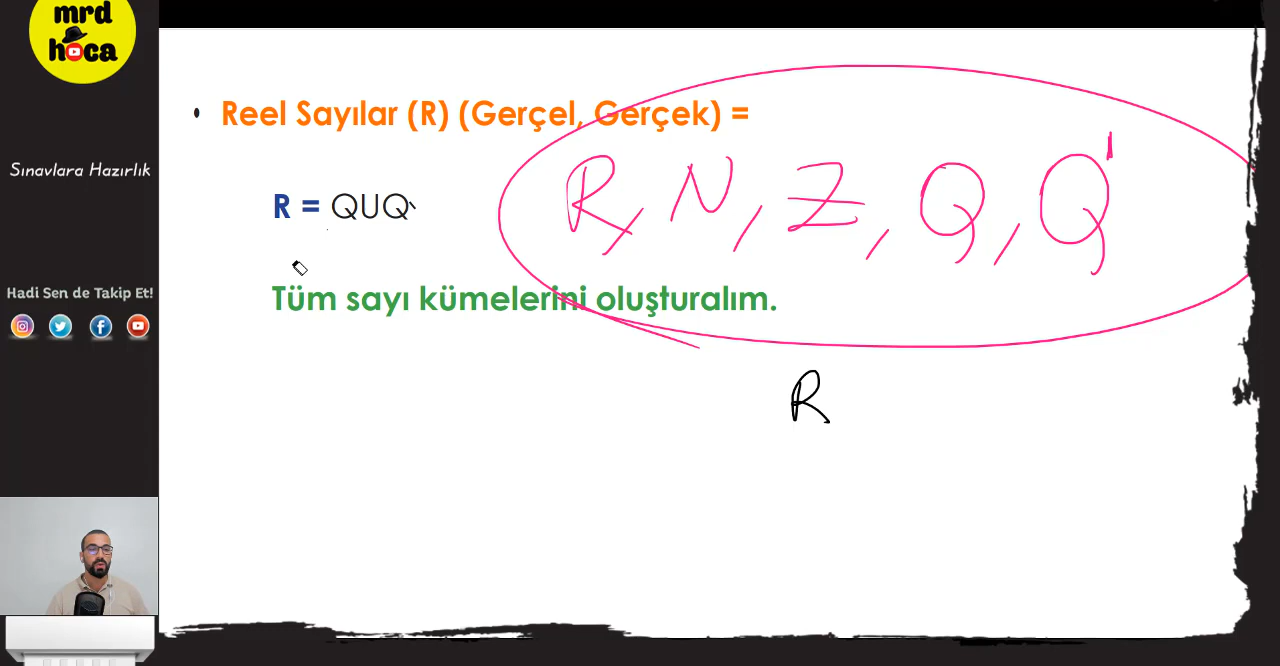 mrd
hoca
Sınavlara Hazırlık
Hadi Sen de Takip Et!
• Reel Sayılar (R) (Gerçel, Gerçek) =
R = QUQ`
R, N, Z, Q, Q'
Tüm sayı kümelerini oluşturalım.
R